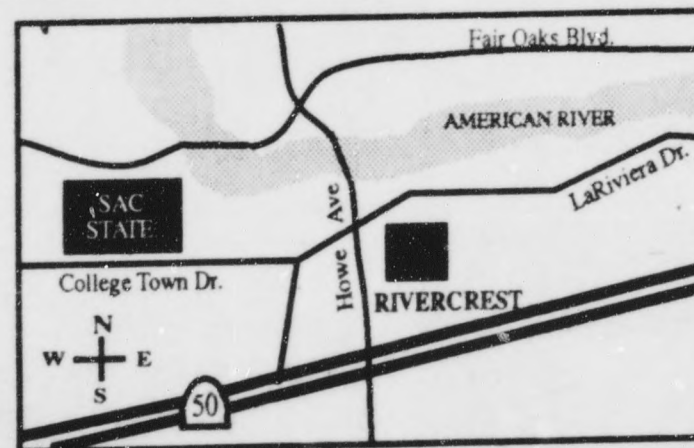 Fair Oaks Blvd.
AMERICAN RIVER
LaRiviera Dr.
SAC
STATE
Howe Ave
College Town Dr.
RIVERCREST
N
W E
S
50